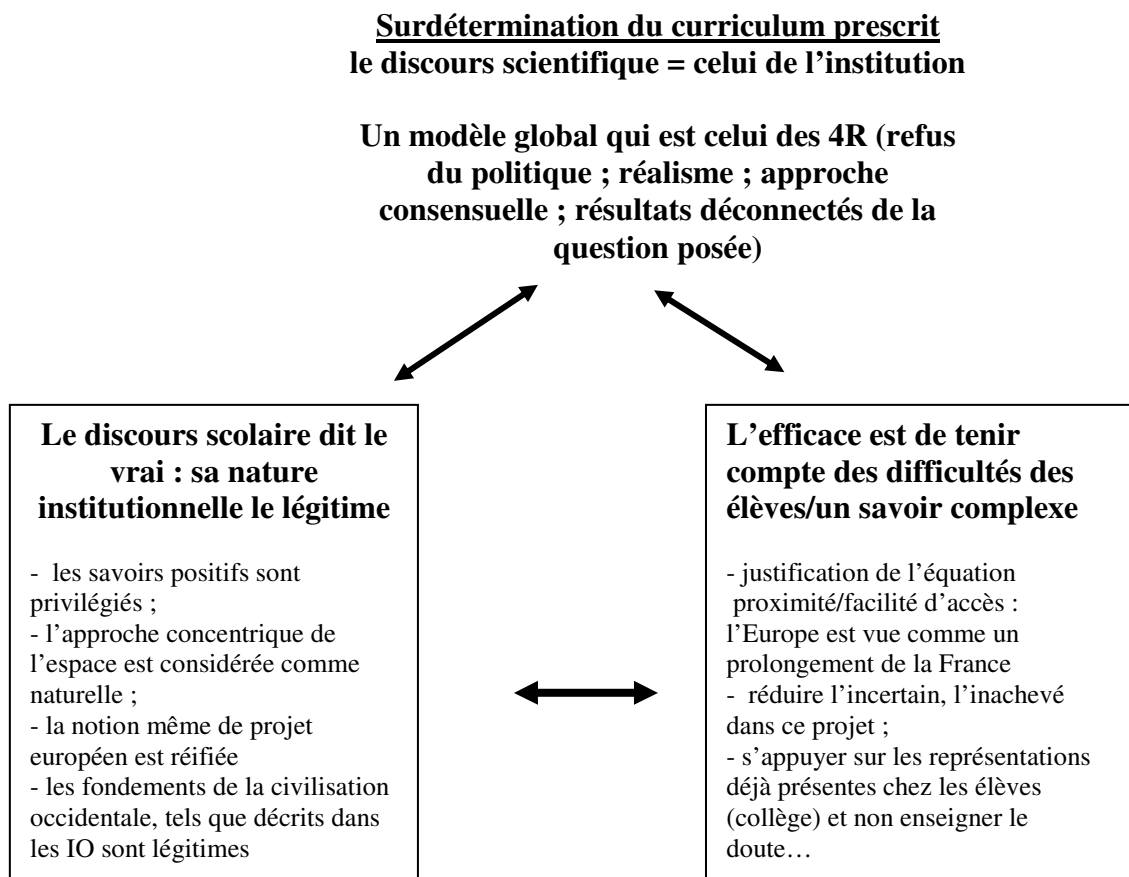 Surdétermination du curriculum prescrit
le discours scientifique = celui de l'institution
Un modèle global qui est celui des 4R (refus
du politique ; réalisme ; approche
consensuelle ; résultats déconnectés de la
question posée)
Le discours scolaire dit le
vrai : sa nature
institutionnelle le légitime
- les savoirs positifs sont
privilégiés ;
- l'approche concentrique de
l'espace est considérée comme
naturelle ;
- la notion même de projet
européen est réifiée
- les fondements de la civilisation
occidentale, tels que décrits dans
les IO sont légitimes
L'efficace est de tenir
compte des difficultés des
élèves/un savoir complexe
- justification de l'équation
proximité/facilité d'accès :
l'Europe est vue comme un
prolongement de la France
- réduire l'incertain, l'inachevé
dans ce projet ;
- s'appuyer sur les représentations
déjà présentes chez les élèves
(collège) et non enseigner le
doute…